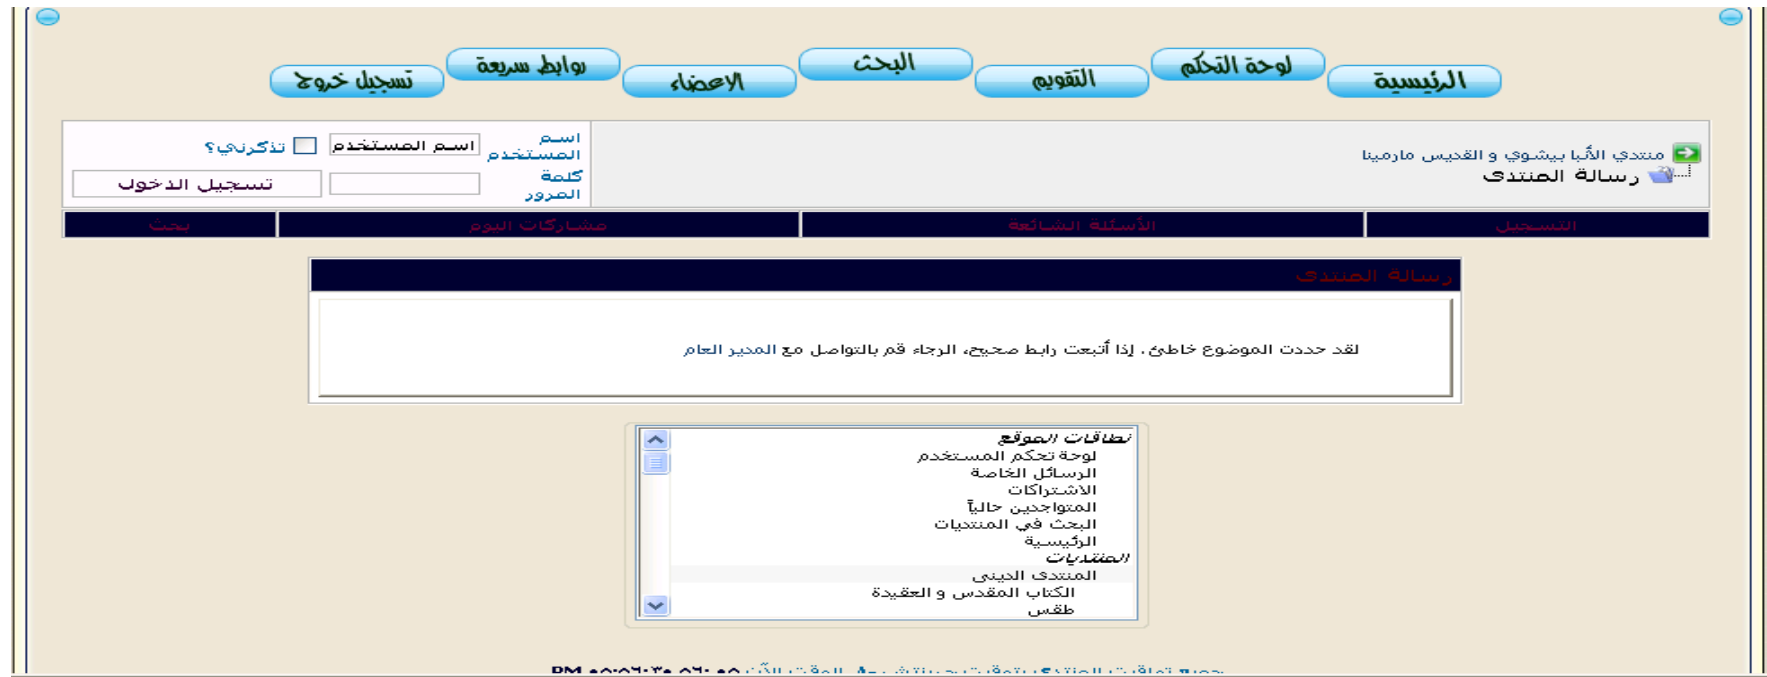 الرئيسية
لوحة التحكم
التقويم
البحث
الاعضاء
روابط سريعة
تسجيل خروج
منتدي الأنبا بيشوي و القديس مارمينا
رسالة المنتدى
اسم المستخدم
اسم المستخدم
تذكرني؟
كلمة المرور
تسجيل الدخول
التسجيل
الأسئلة الشائعة
مشاركات اليوم
بحث
رسالة المنتدى
لقد حددت الموضوع خاطئ. إذا أتبعت رابط صحيح، الرجاء قم بالتواصل مع المدير العام
نطاقات الموقع
لوحة تحكم المستخدم
الرسائل الخاصة
الاشتراكات
المتواجدين حالياً
البحث في المنتديات
الرئيسية
المنتديات
المنتدى الدينى
الكتاب المقدس و العقيدة
طقس